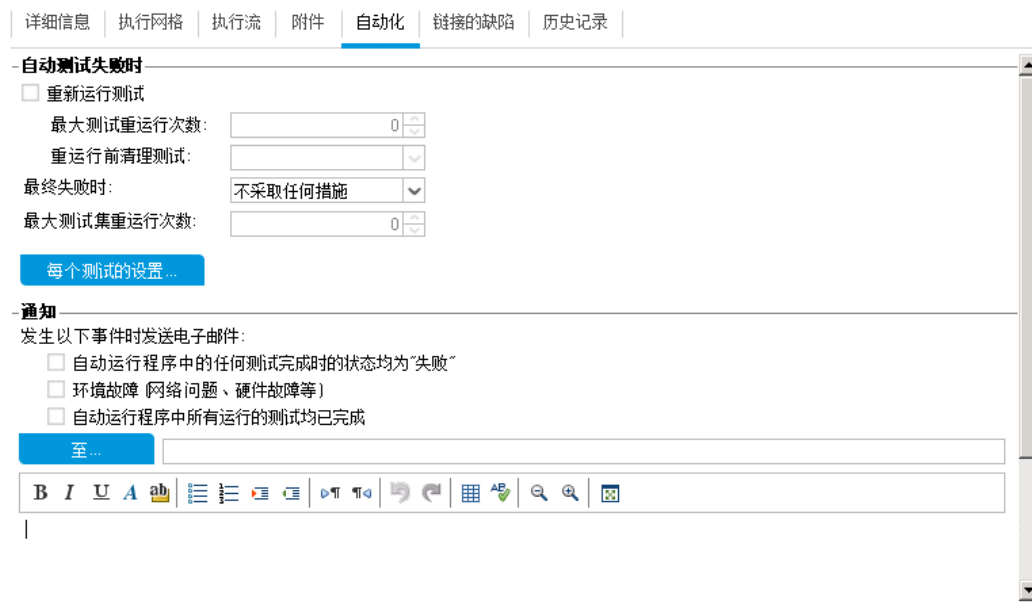 详细信息 执行网格 执行流 附件 自动化 链接的缺陷 历史记录
自动测试失败时
重新运行测试
最大测试重运行次数: 0
重运行前清理测试:
最终失败时: 不采取任何措施
最大测试集重运行次数: 0
每个测试的设置...
通知
发生以下事件时发送电子邮件:
自动运行程序中的任何测试完成时的状态均为"失败"
环境故障 (网络问题、硬件故障等)
自动运行程序中所有运行的测试均已完成
至...
B I U A ab